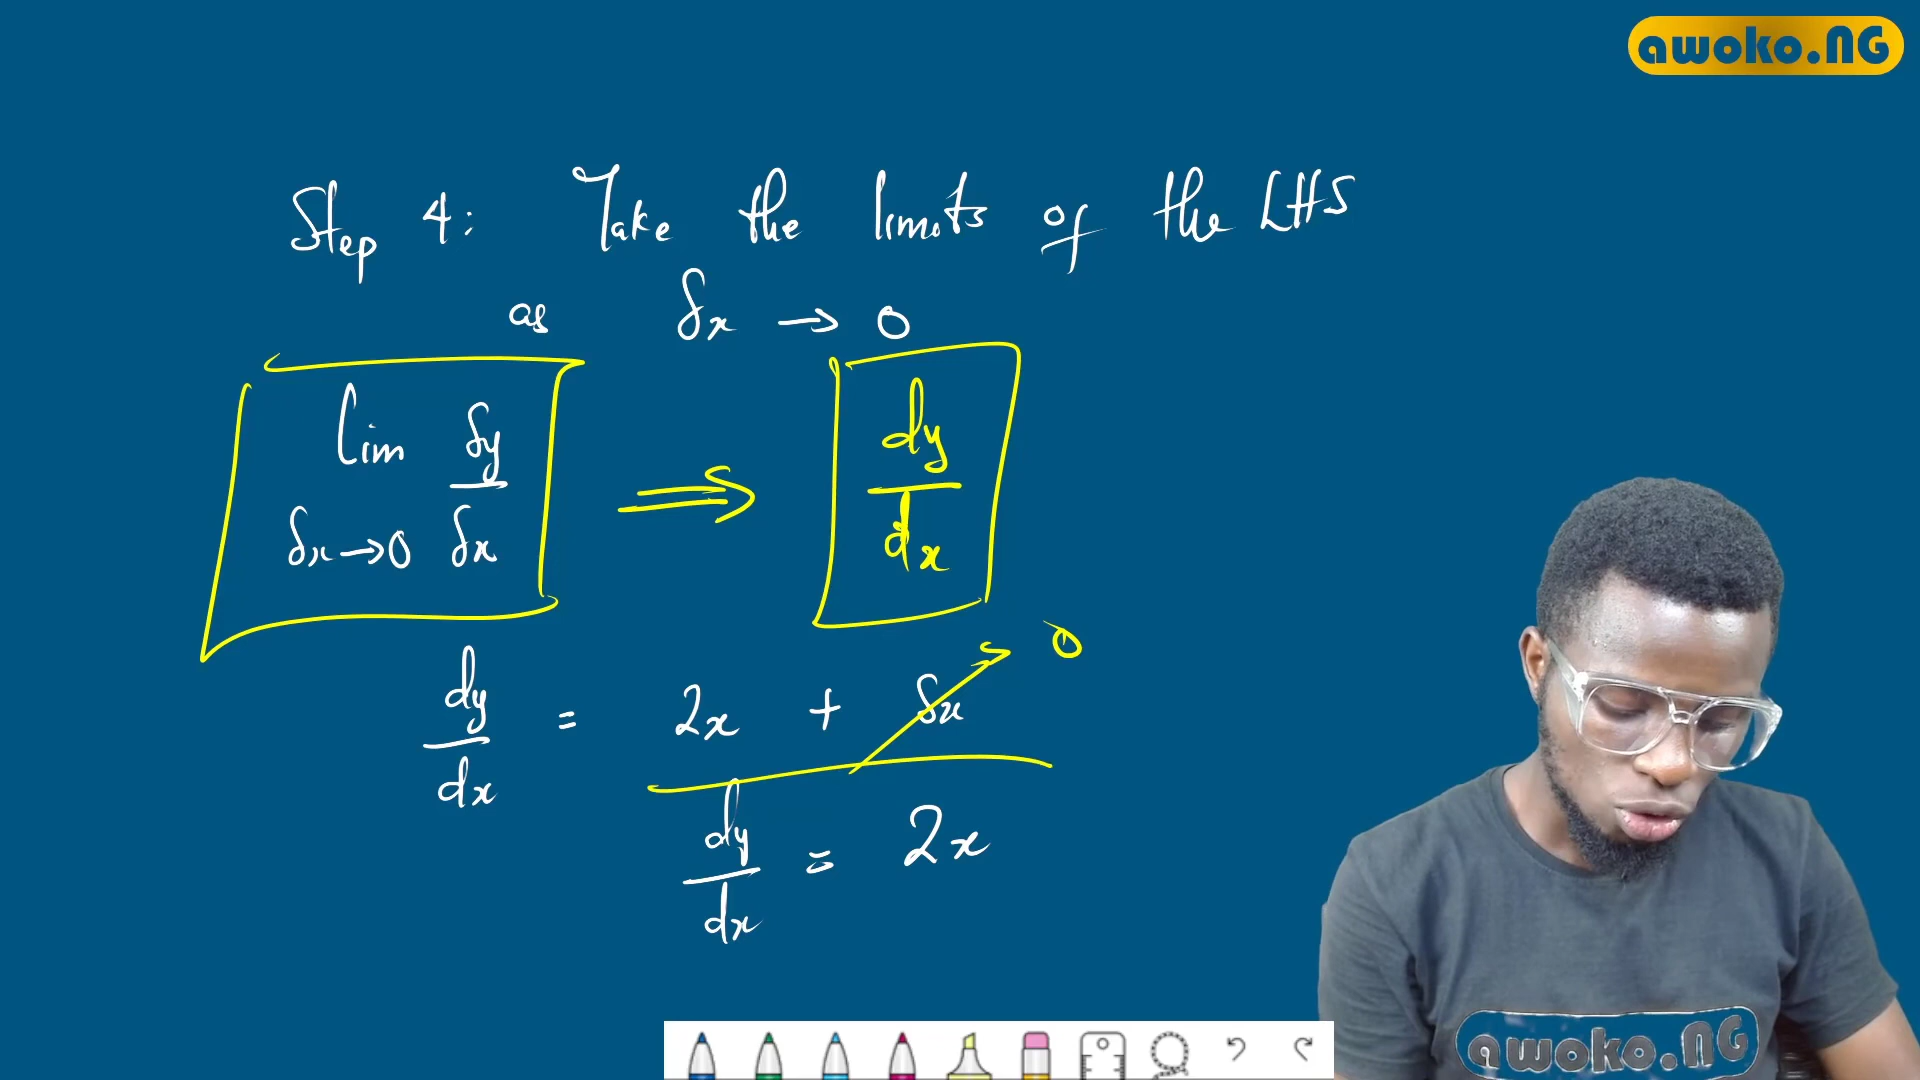 awoko.NG
Step 4: Take the limits of the LHS
as δx → 0
lim δy/δx ⇒ dy/dx
δx→0
dy/dx = 2x + δx → 0
dy/dx = 2x
awoko.NG